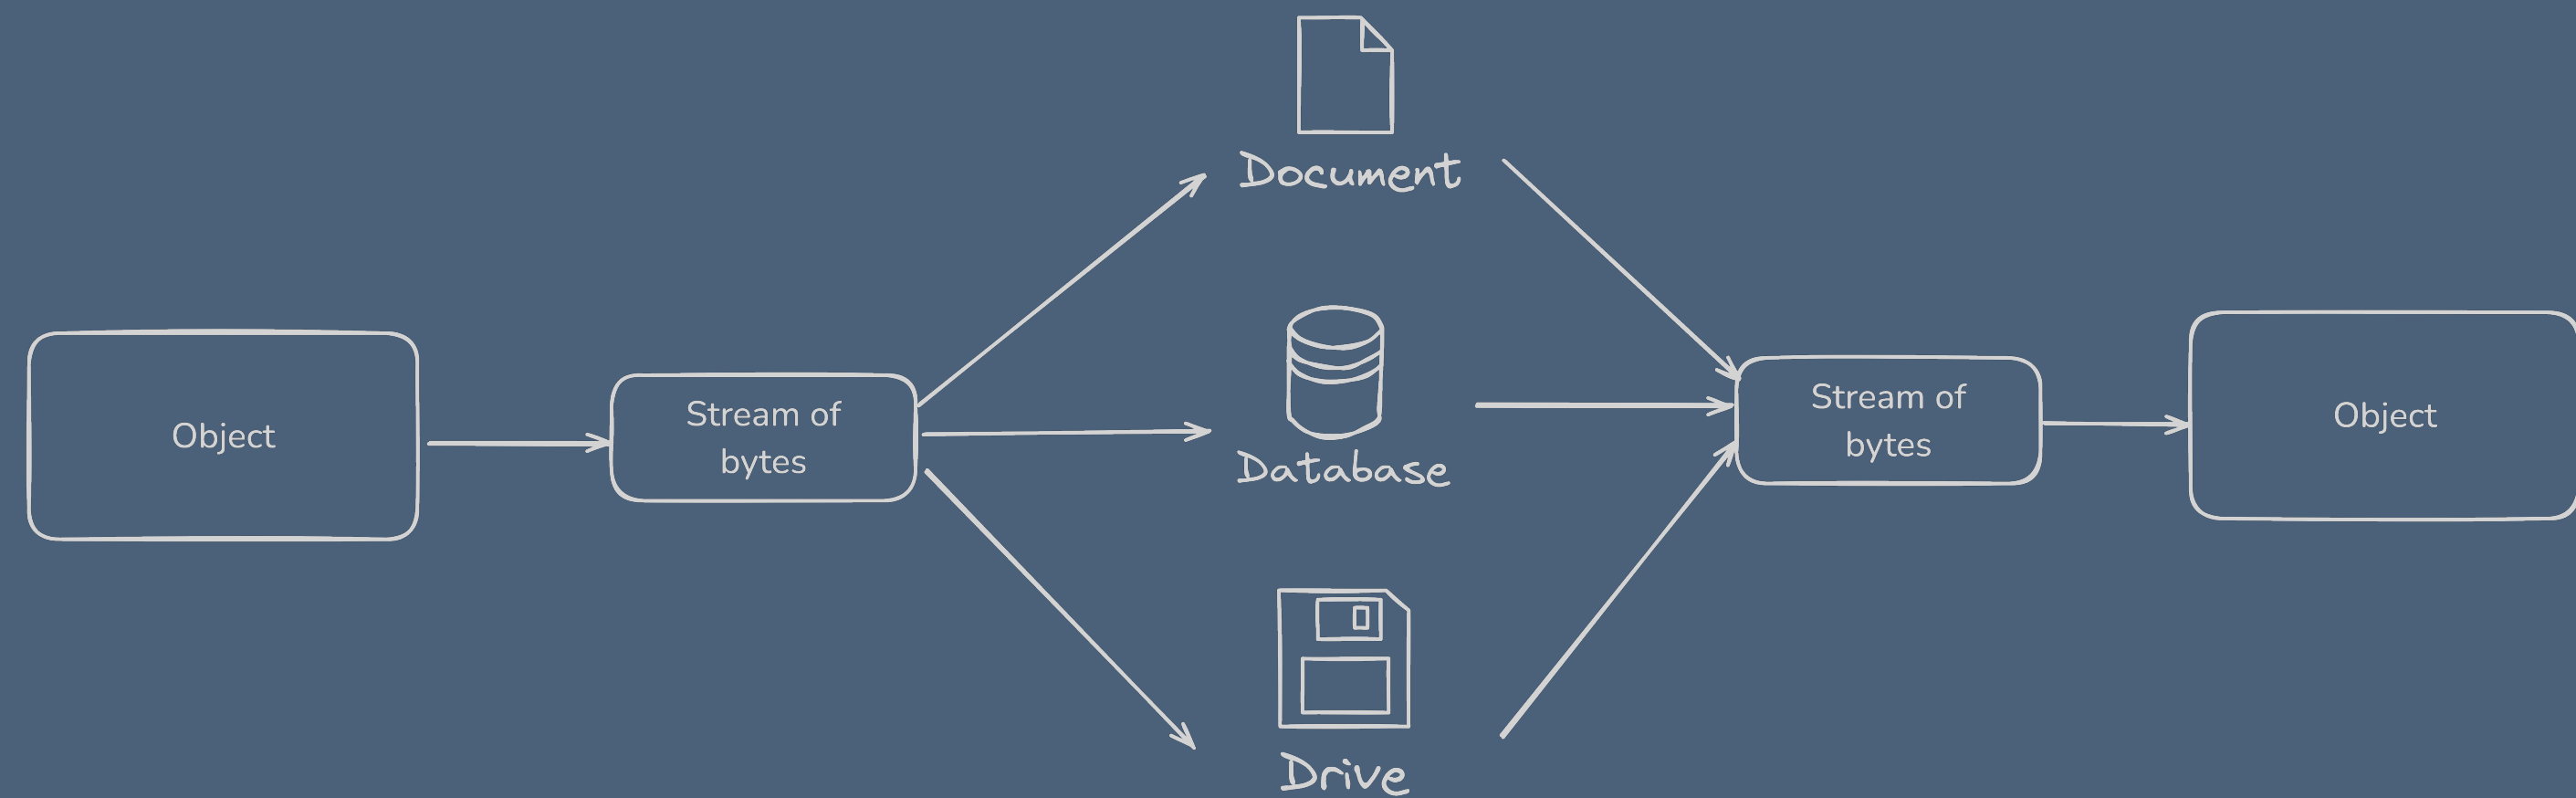 Object
Stream of
bytes
Document
Database
Drive
Stream of
bytes
Object